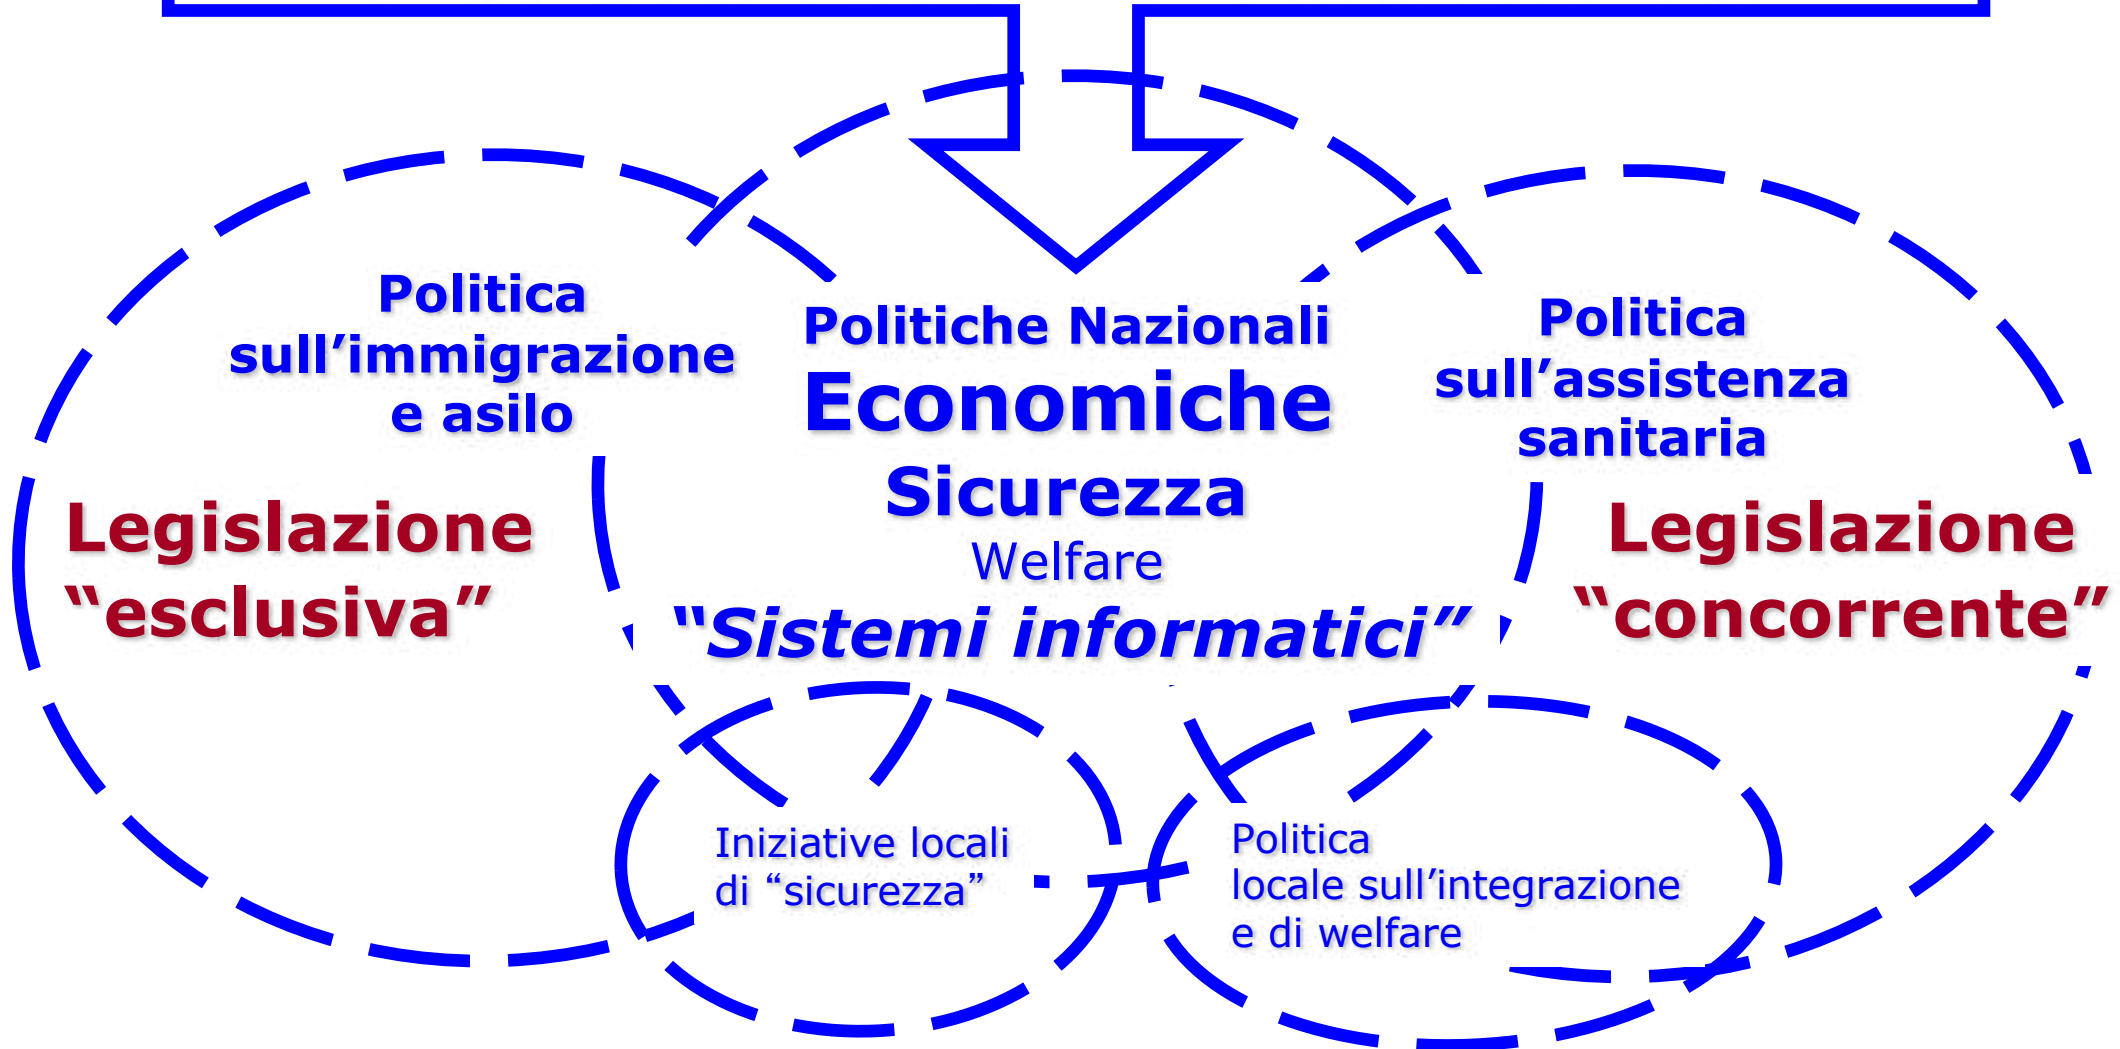 Politica
sull’immigrazione
e asilo
Legislazione
“esclusiva”
Politiche Nazionali
Economiche
Sicurezza
Welfare
“Sistemi informatici”
Politica
sull’assistenza
sanitaria
Legislazione
“concorrente”
Iniziative locali
di “sicurezza”
Politica
locale sull’integrazione
e di welfare